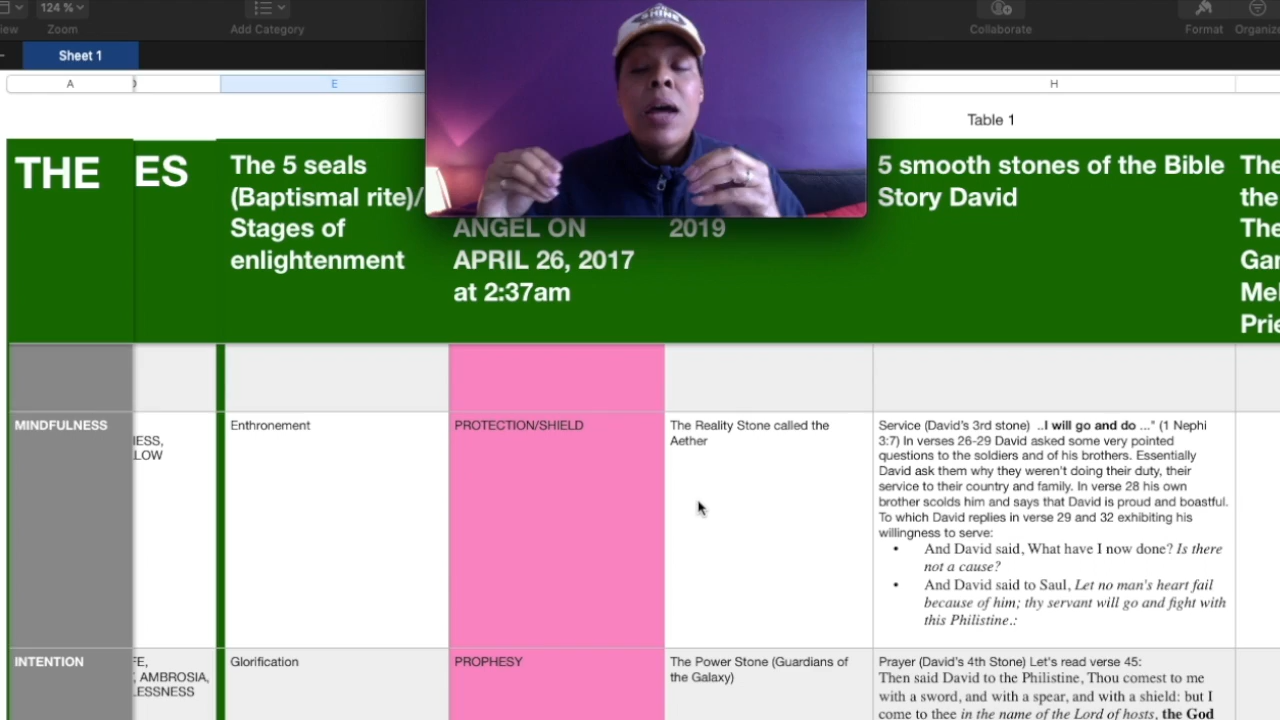 124 %
Zoom
Add Category
Collaborate
Format
Sheet 1
A
E
H
Table 1
THE
ES
The 5 seals
(Baptismal rite)/
Stages of
enlightenment
ANGEL ON
APRIL 26, 2017
at 2:37am
2019
5 smooth stones of the Bible
Story David
the
MINDFULNESS
LOW
Enthronement
PROTECTION/SHIELD
The Reality Stone called the
Aether
Service (David's 3rd stone) ..I will go and do ..." (1 Nephi
3:7) In verses 26-29 David asked some very pointed
questions to the soldiers and of his brothers. Essentially
David ask them why they weren't doing their duty, their
service to their country and family. In verse 28 his own
brother scolds him and says that David is proud and boastful.
To which David replies in verse 29 and 32 exhibiting his
willingness to serve:
• And David said, What have I now done? Is there
not a cause?
• And David said to Saul, Let no man's heart fail
because of him; thy servant will go and fight with
this Philistine.:
INTENTION
FE,
, AMBROSIA,
LESSNESS
Glorification
PROPHESY
The Power Stone (Guardians of
the Galaxy)
Prayer (David's 4th Stone) Let's read verse 45:
Then said David to the Philistine, Thou comest to me
with a sword, and with a spear, and with a shield: but I
come to thee in the name of the Lord of hosts, the God